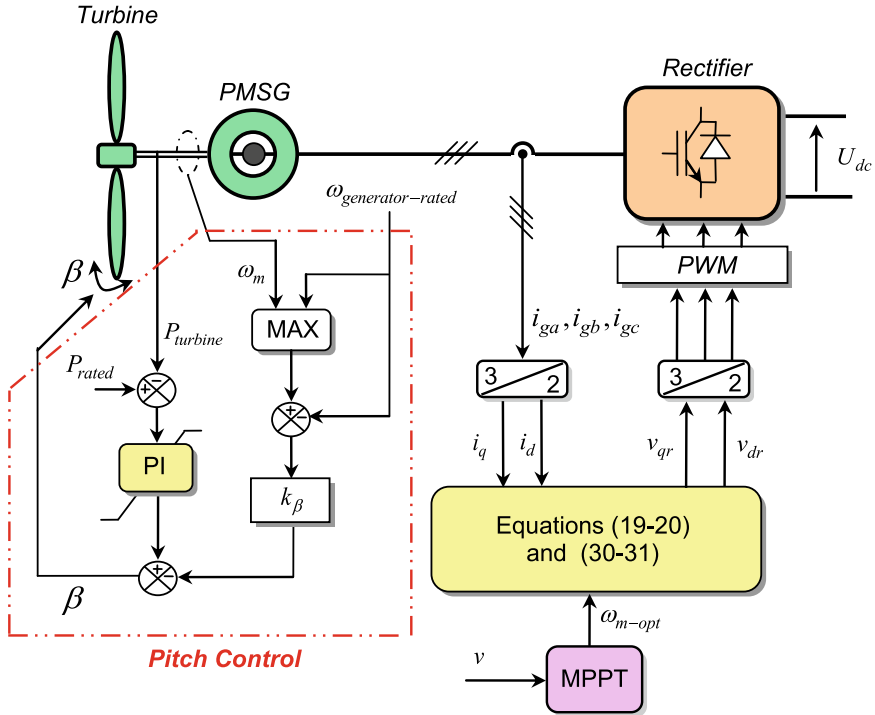 Turbine
PMSG
Rectifier
U_dc
ω_generator-rated
β
ω_m
PWM
P_turbine
MAX
i_ga, i_gb, i_gc
P_rated
+ -
3 2
3 2
+ -
i_q i_d
v_qr v_dr
PI
k_β
Equations (19-20)
and (30-31)
+ -
β
ω_m-opt
Pitch Control
v
MPPT